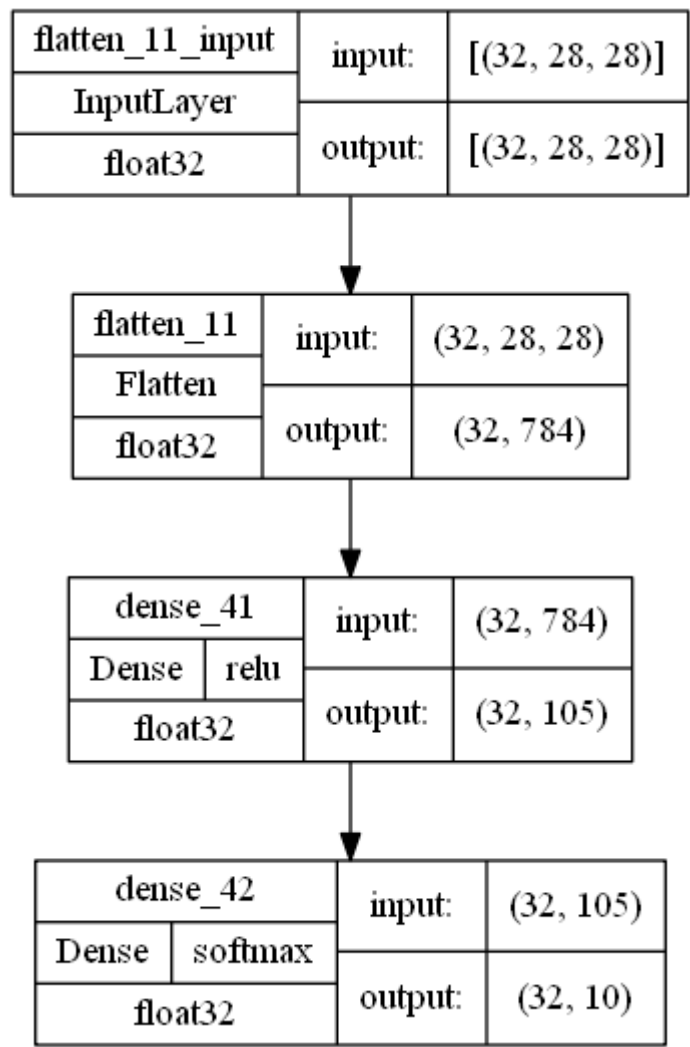 flatten_11_input
input:
[(32, 28, 28)]
InputLayer
float32
output:
[(32, 28, 28)]
flatten_11
input:
(32, 28, 28)
Flatten
float32
output:
(32, 784)
dense_41
input:
(32, 784)
Dense relu
float32
output:
(32, 105)
dense_42
input:
(32, 105)
Dense softmax
float32
output:
(32, 10)